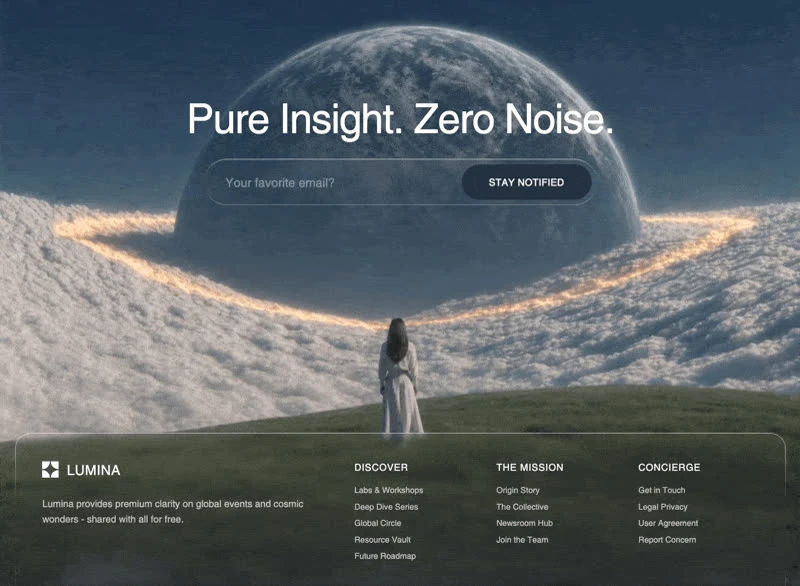 Pure Insight. Zero Noise.
Your favorite email?
STAY NOTIFIED
LUMINA
Lumina provides premium clarity on global events and cosmic
wonders - shared with all for free.
DISCOVER
Labs & Workshops
Deep Dive Series
Global Circle
Resource Vault
Future Roadmap
THE MISSION
Origin Story
The Collective
Newsroom Hub
Join the Team
CONCIERGE
Get in Touch
Legal Privacy
User Agreement
Report Concern